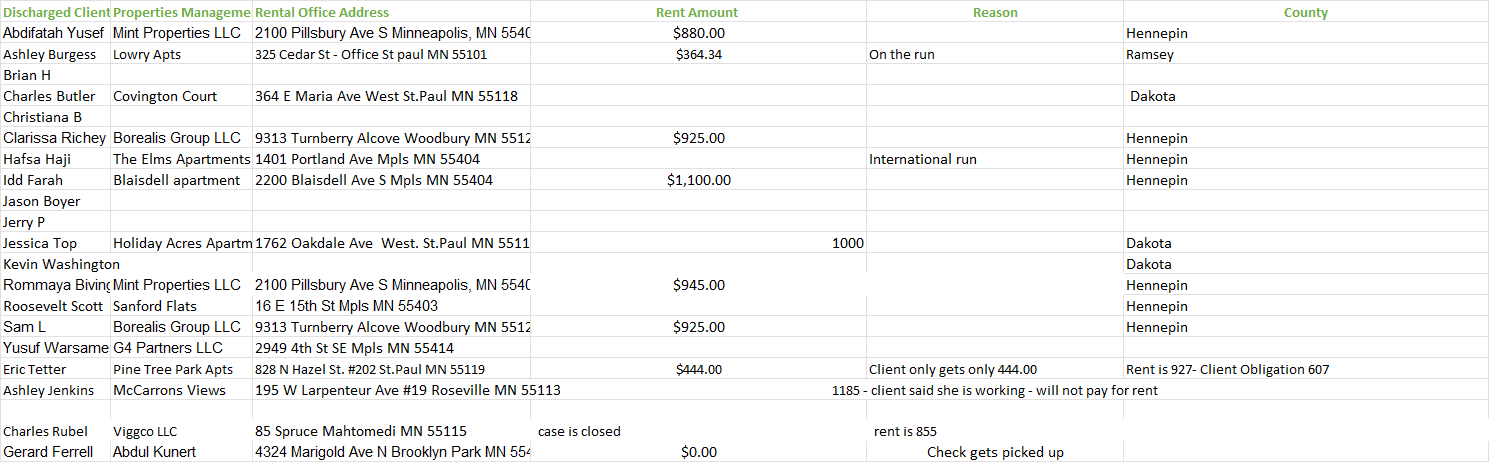 Discharged Client Properties Manageme Rental Office Address Rent Amount Reason County
Abdifatah Yusef Mint Properties LLC 2100 Pillsbury Ave S Minneapolis, MN 5540 $880.00 Hennepin
Ashley Burgess Lowry Apts 325 Cedar St - Office St paul MN 55101 $364.34 On the run Ramsey
Brian H
Charles Butler Covington Court 364 E Maria Ave West St.Paul MN 55118 Dakota
Christiana B
Clarissa Richey Borealis Group LLC 9313 Turnberry Alcove Woodbury MN 5512 $925.00 Hennepin
Hafsa Haji The Elms Apartments 1401 Portland Ave Mpls MN 55404 International run Hennepin
Idd Farah Blaisdell apartment 2200 Blaisdell Ave S Mpls MN 55404 $1,100.00 Hennepin
Jason Boyer
Jerry P
Jessica Top Holiday Acres Apartm 1762 Oakdale Ave West. St.Paul MN 5511 1000 Dakota
Kevin Washington Dakota
Rommaya Biving Mint Properties LLC 2100 Pillsbury Ave S Minneapolis, MN 5540 $945.00 Hennepin
Roosevelt Scott Sanford Flats 16 E 15th St Mpls MN 55403 Hennepin
Sam L Borealis Group LLC 9313 Turnberry Alcove Woodbury MN 5512 $925.00 Hennepin
Yusuf Warsame G4 Partners LLC 2949 4th St SE Mpls MN 55414
Eric Tetter Pine Tree Park Apts 828 N Hazel St. #202 St.Paul MN 55119 $444.00 Client only gets only 444.00 Rent is 927- Client Obligation 607
Ashley Jenkins McCarrons Views 195 W Larpenteur Ave #19 Roseville MN 55113 1185 - client said she is working - will not pay for rent
Charles Rubel Viggco LLC 85 Spruce Mahtomedi MN 55115 case is closed rent is 855
Gerard Ferrell Abdul Kunert 4324 Marigold Ave N Brooklyn Park MN 554 $0.00 Check gets picked up